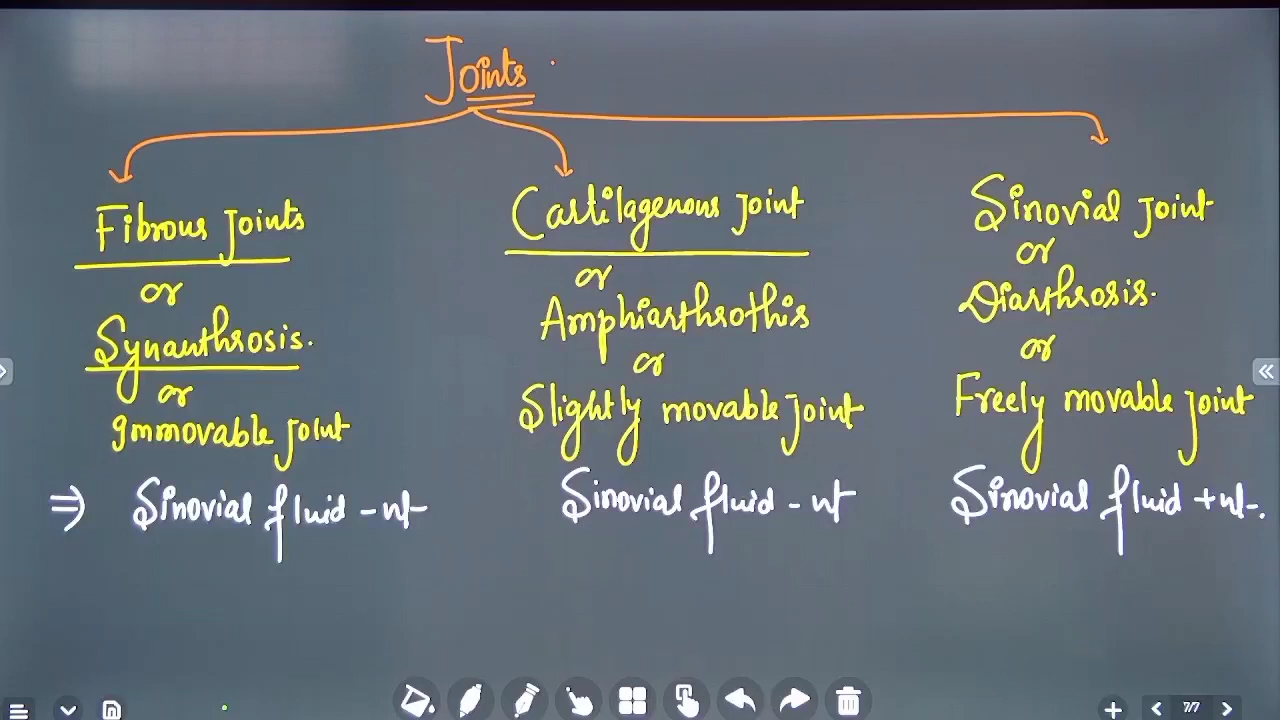 Joints
Fibrous joints
or
Synanthrosis.
or
Immovable joint
⇒ Sinovial fluid -nt
Cartilagenous joint
or
Amphiarthrothis
or
Slightly movable joint
Sinovial fluid - nt
Sinovial joint
or
Diarthrosis.
or
Freely movable joint
Sinovial fluid +nt.
7/7